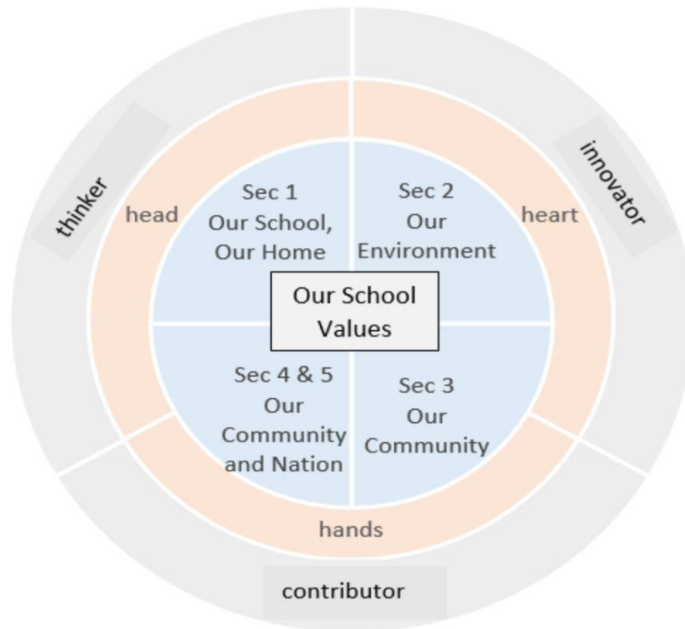 thinker
innovator
head
heart
Sec 1
Our School,
Our Home
Sec 2
Our
Environment
Our School
Values
Sec 4 & 5
Our
Community
and Nation
Sec 3
Our
Community
hands
contributor